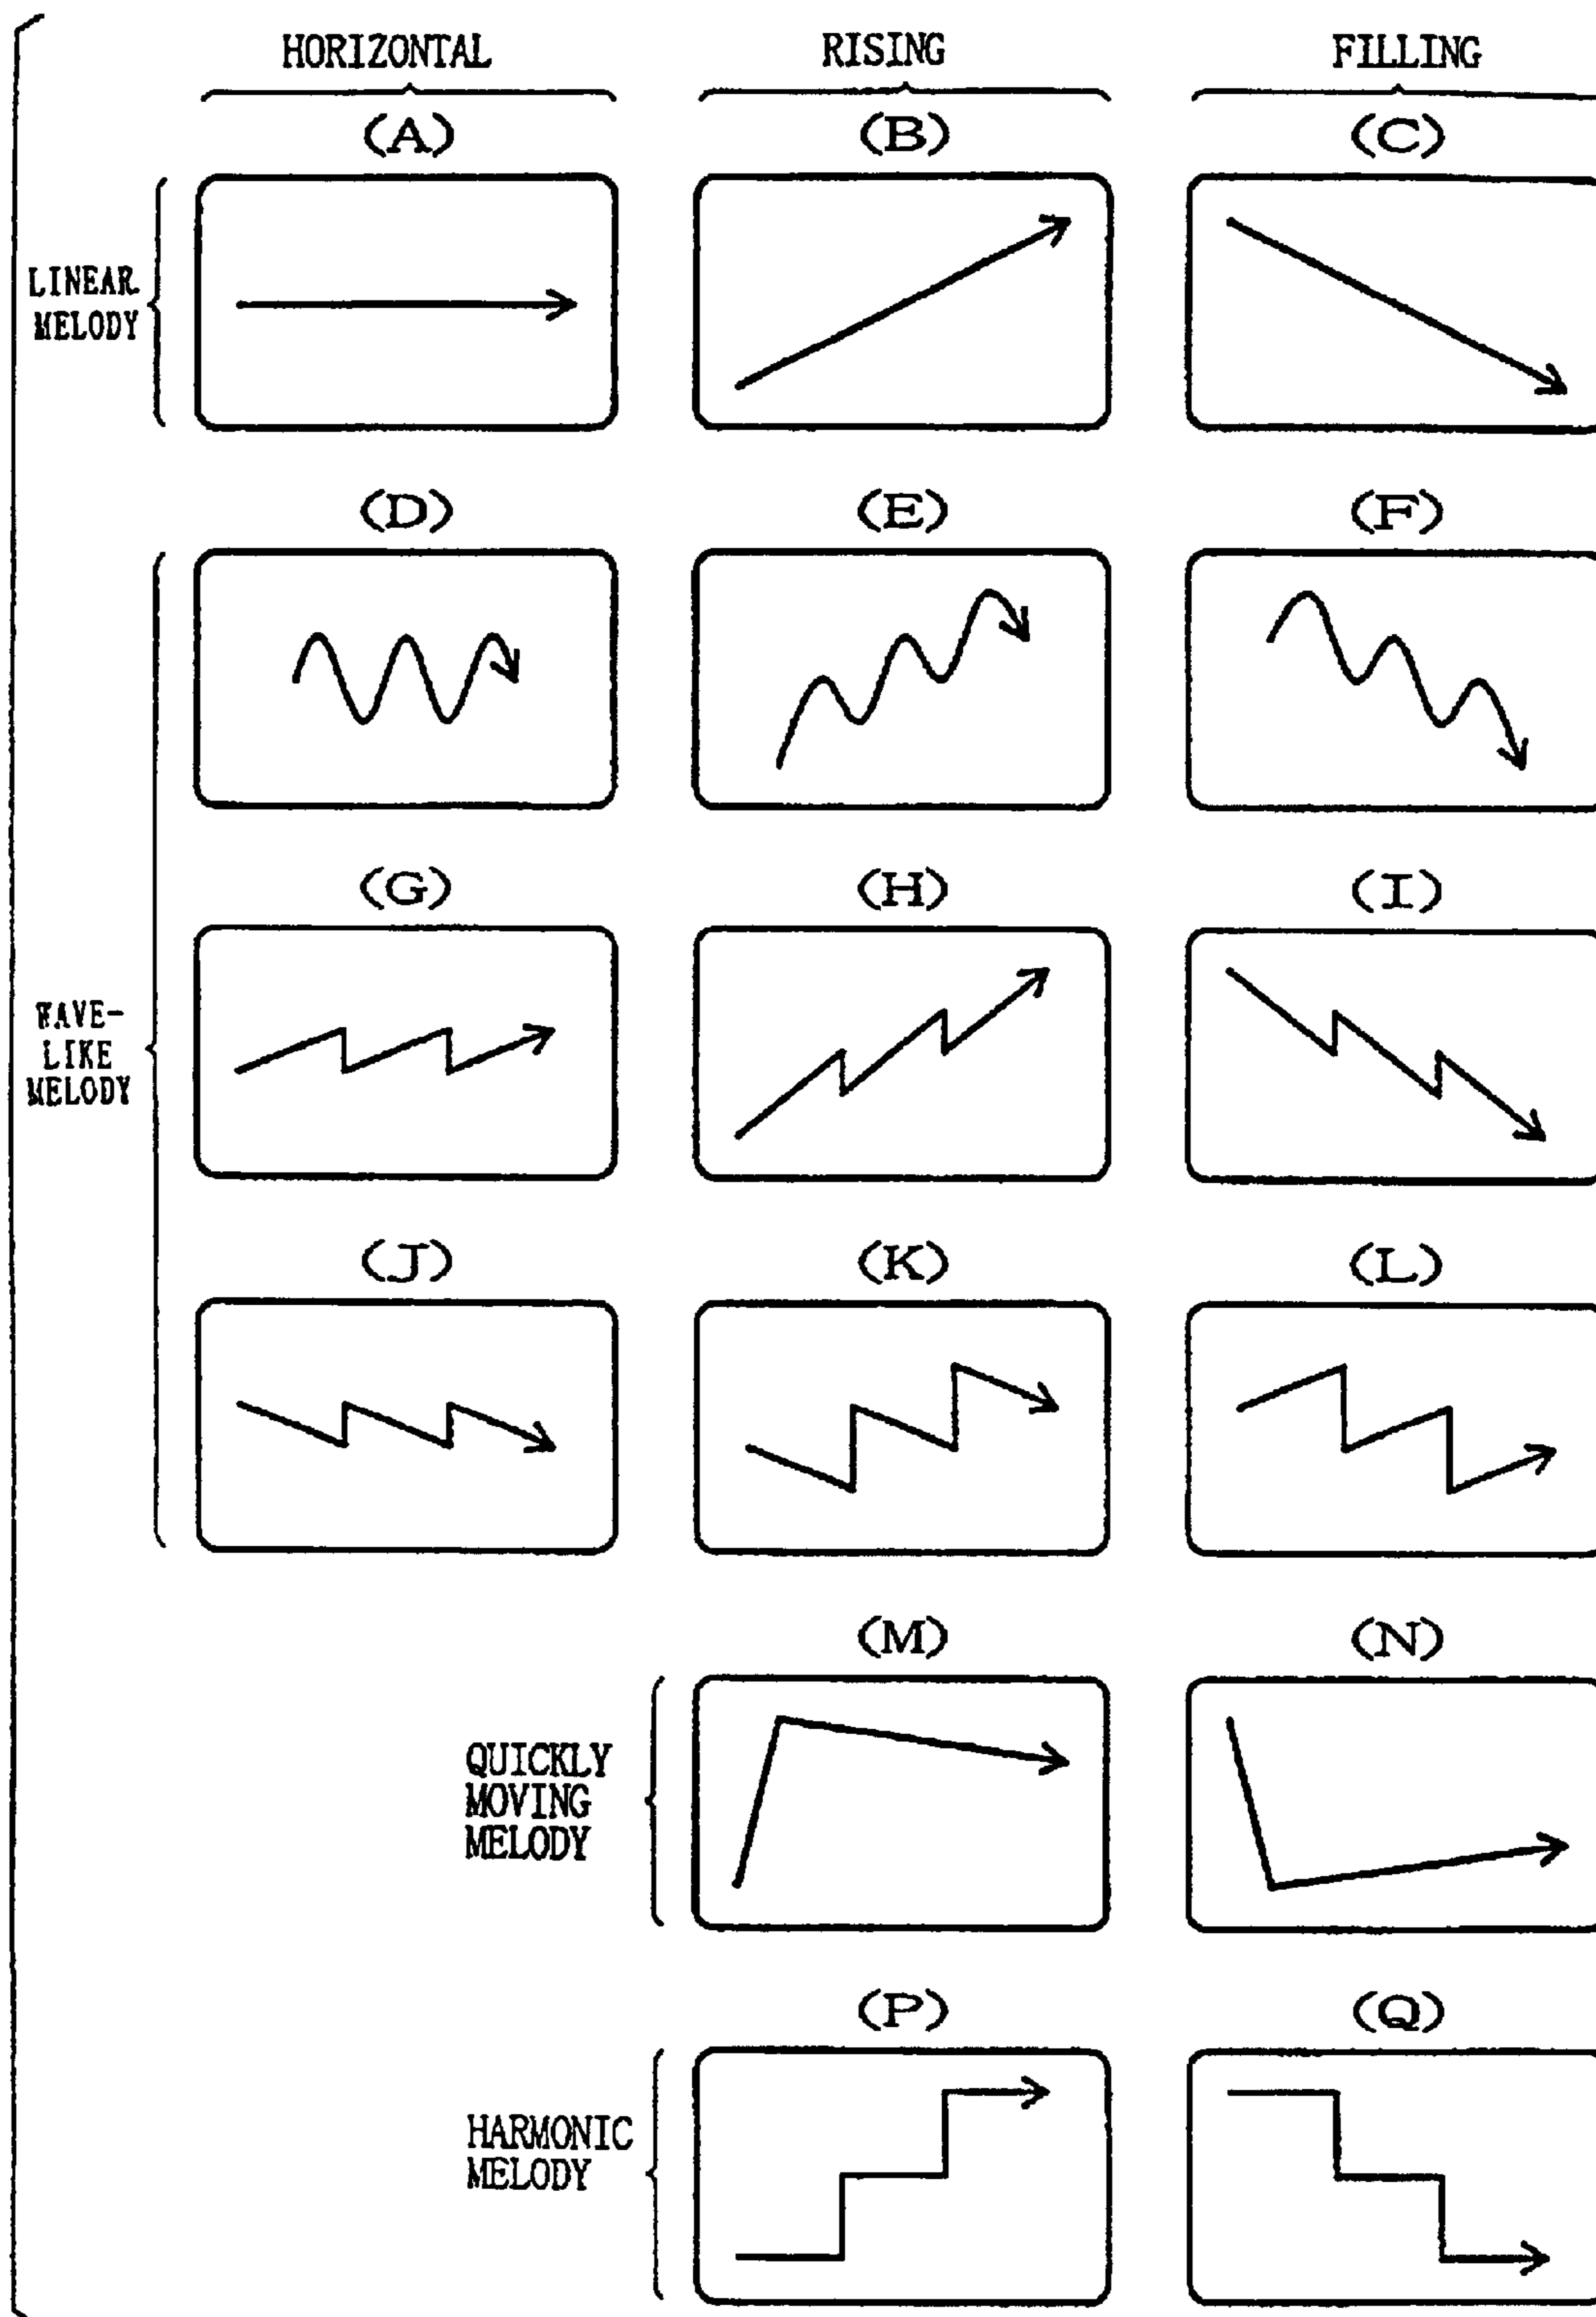 HORIZONTAL RISING FILLING
(A) (B) (C)
LINEAR
MELODY
(D) (E) (F)
(G) (H) (I)
WAVE-
LIKE
MELODY
(J) (K) (L)
(M) (N)
QUICKLY
MOVING
MELODY
(P) (Q)
HARMONIC
MELODY